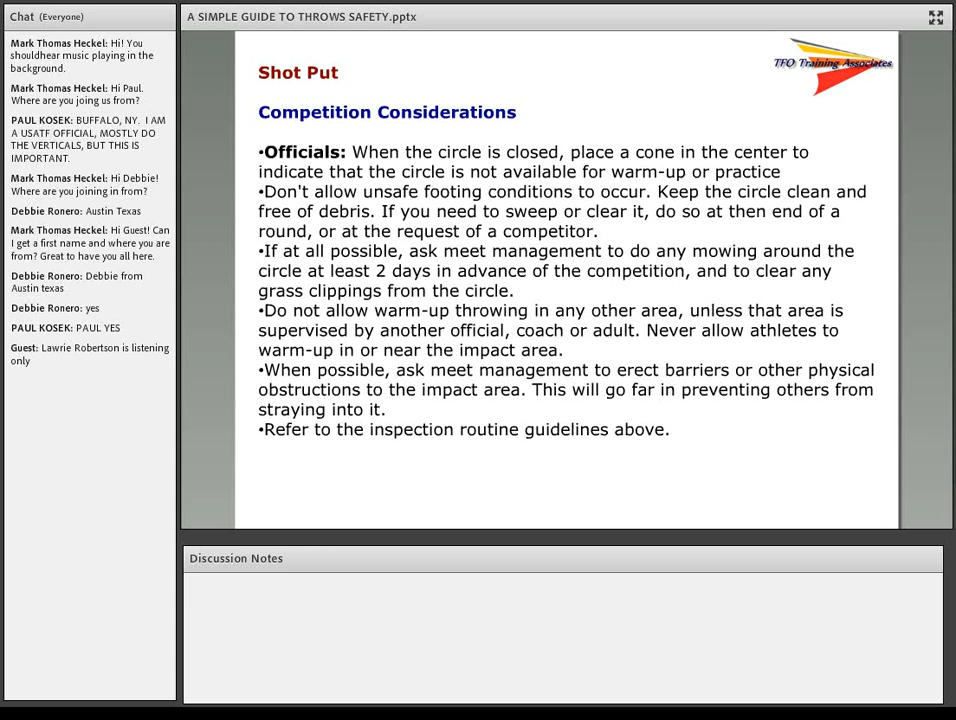 Chat (Everyone)
Mark Thomas Heckel: Hi! You
shouldhear music playing in the
background.
Mark Thomas Heckel: Hi Paul.
Where are you joing us from?
PAUL KOSEK: BUFFALO, NY. I AM
A USATF OFFICIAL, MOSTLY DO
THE VERTICALS, BUT THIS IS
IMPORTANT.
Mark Thomas Heckel: Hi Debbie!
Where are you joining in from?
Debbie Ronero: Austin Texas
Mark Thomas Heckel: Hi Guest! Can
I get a first name and where you are
from? Great to have you all here.
Debbie Ronero: Debbie from
Austin texas
Debbie Ronero: yes
PAUL KOSEK: PAUL YES
Guest: Lawrie Robertson is listening
only
A SIMPLE GUIDE TO THROWS SAFETY.pptx
TFO Training Associates
Shot Put
Competition Considerations
•Officials: When the circle is closed, place a cone in the center to
indicate that the circle is not available for warm-up or practice
•Don't allow unsafe footing conditions to occur. Keep the circle clean and
free of debris. If you need to sweep or clear it, do so at then end of a
round, or at the request of a competitor.
•If at all possible, ask meet management to do any mowing around the
circle at least 2 days in advance of the competition, and to clear any
grass clippings from the circle.
•Do not allow warm-up throwing in any other area, unless that area is
supervised by another official, coach or adult. Never allow athletes to
warm-up in or near the impact area.
•When possible, ask meet management to erect barriers or other physical
obstructions to the impact area. This will go far in preventing others from
straying into it.
•Refer to the inspection routine guidelines above.
Discussion Notes